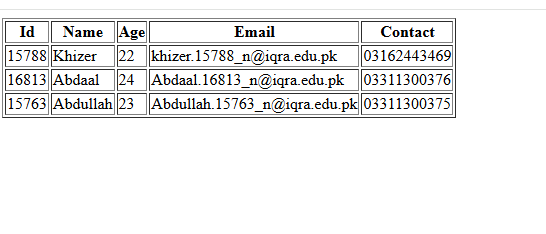 Id Name Age Email Contact
15788 Khizer 22 khizer.15788_n@iqra.edu.pk 03162443469
16813 Abdaal 24 Abdaal.16813_n@iqra.edu.pk 03311300376
15763 Abdullah 23 Abdullah.15763_n@iqra.edu.pk 03311300375